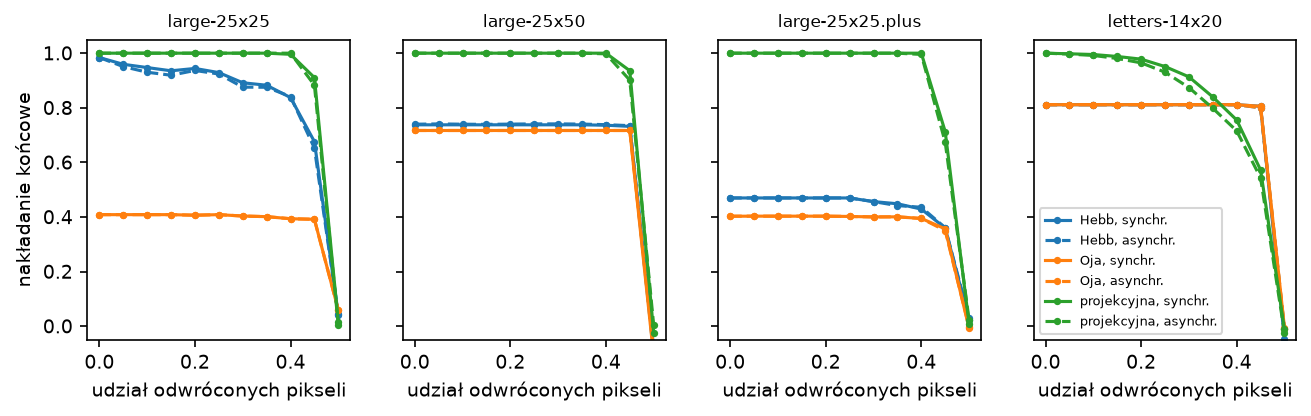 large-25x25
large-25x50
large-25x25.plus
letters-14x20
nakładanie końcowe
1.0
0.8
0.6
0.4
0.2
0.0
Hebb, synchr.
Hebb, asynchr.
Oja, synchr.
Oja, asynchr.
projekcyjna, synchr.
projekcyjna, asynchr.
0.0 0.2 0.4
0.0 0.2 0.4
0.0 0.2 0.4
0.0 0.2 0.4
udział odwróconych pikseli
udział odwróconych pikseli
udział odwróconych pikseli
udział odwróconych pikseli